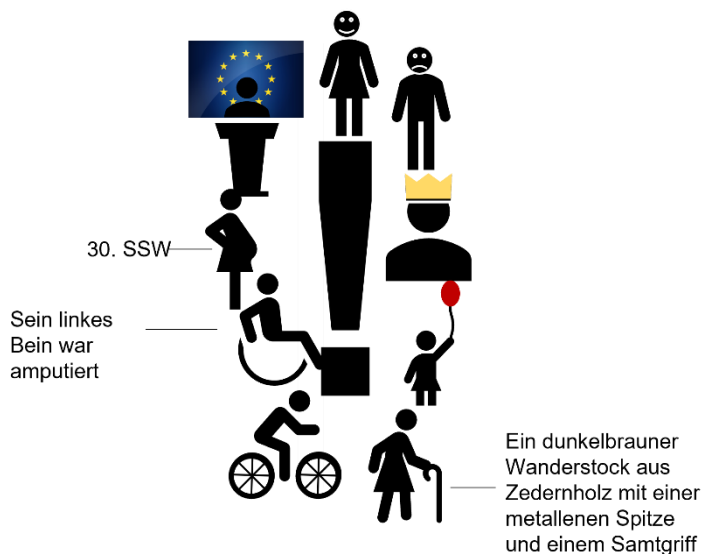 30. SSW
Sein linkes
Bein war
amputiert
Ein dunkelbrauner
Wanderstock aus
Zedernholz mit einer
metallenen Spitze
und einem Samtgriff